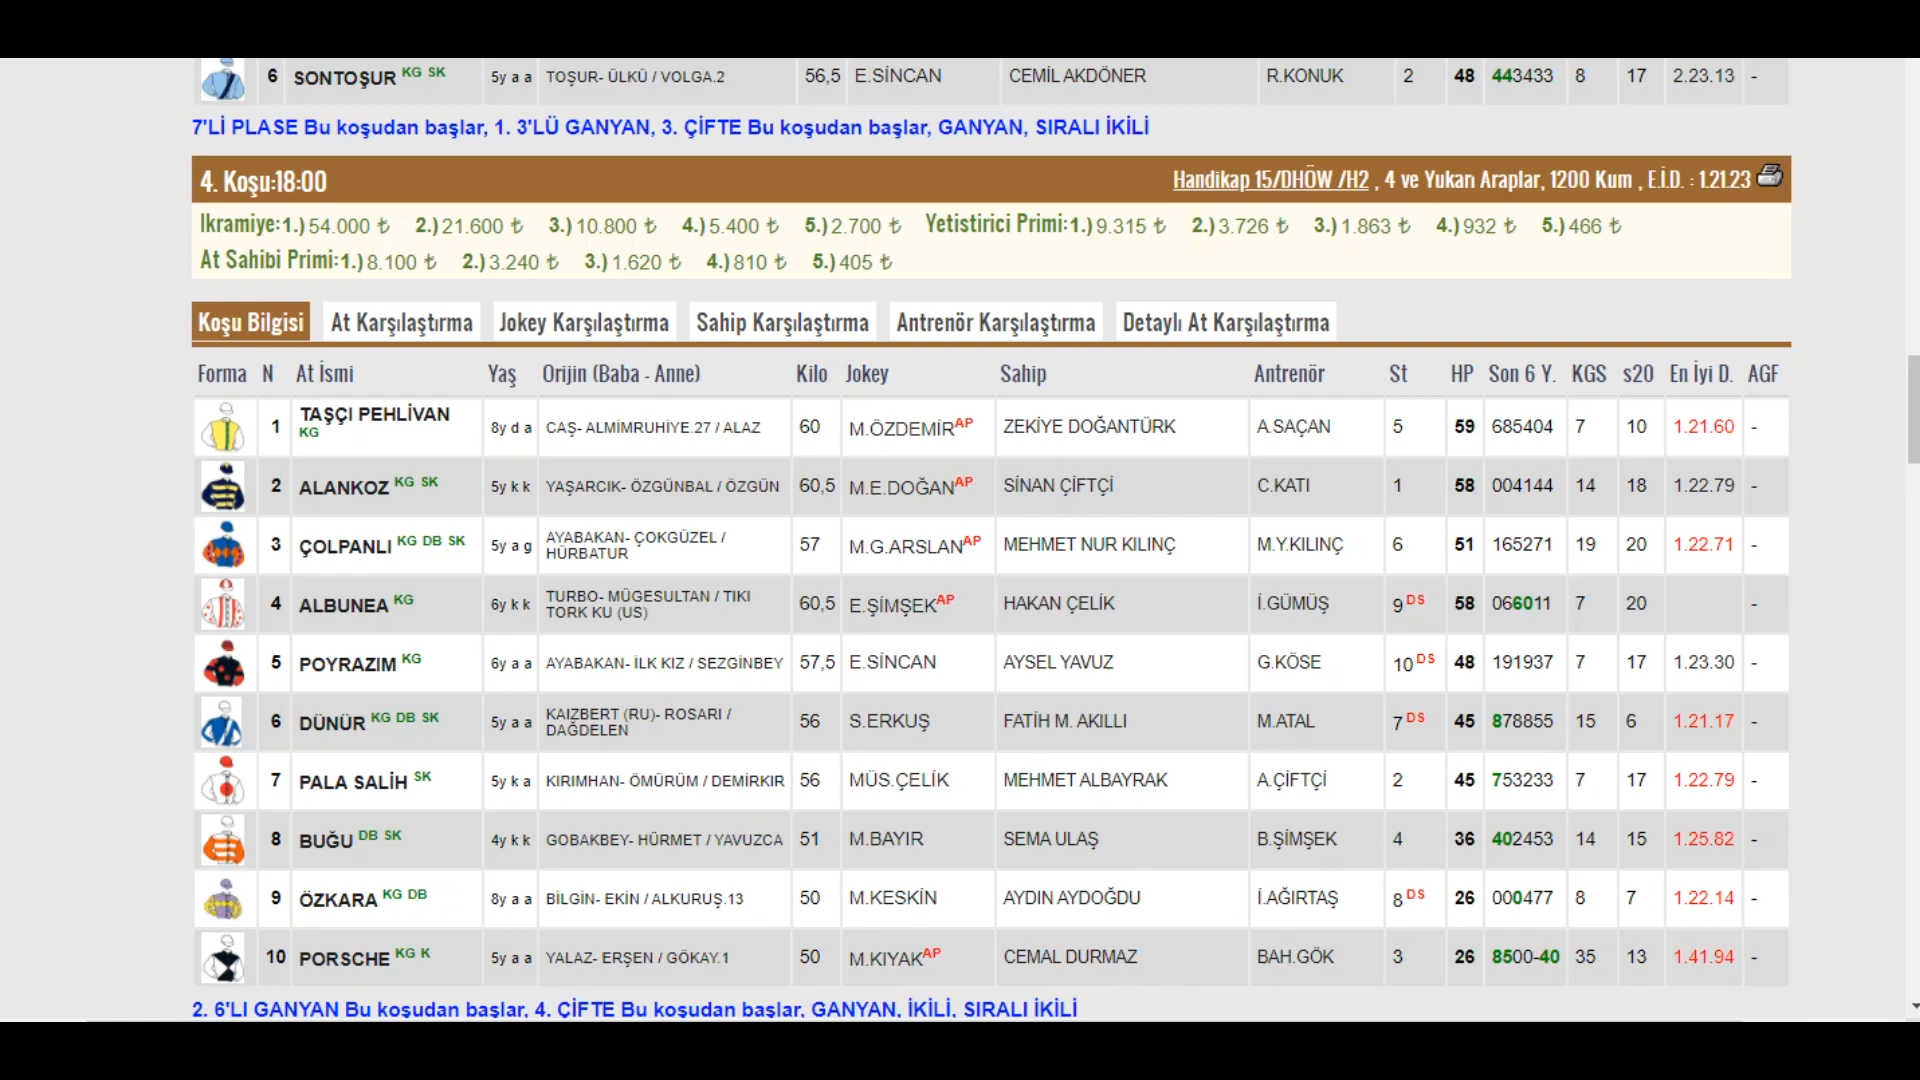 6 SONTOŞUR KG SK 5y a a TOŞUR- ÜLKÜ / VOLGA.2 56,5 E.SİNCAN CEMİL AKDÖNER R.KONUK 2 48 443433 8 17 2.23.13 -
7'Lİ PLASE Bu koşudan başlar, 1. 3'LÜ GANYAN, 3. ÇİFTE Bu koşudan başlar, GANYAN, SIRALI İKİLİ
4. Koşu:18:00 Handikap 15/DHÖW /H2 , 4 ve Yukarı Araplar, 1200 Kum , E.İ.D. : 1.21.23
Ikramiye:1.) 54.000 ₺ 2.) 21.600 ₺ 3.) 10.800 ₺ 4.) 5.400 ₺ 5.) 2.700 ₺ Yetistirici Primi:1.) 9.315 ₺ 2.) 3.726 ₺ 3.) 1.863 ₺ 4.) 932 ₺ 5.) 466 ₺
At Sahibi Primi:1.) 8.100 ₺ 2.) 3.240 ₺ 3.) 1.620 ₺ 4.) 810 ₺ 5.) 405 ₺
Koşu Bilgisi At Karşılaştırma Jokey Karşılaştırma Sahip Karşılaştırma Antrenör Karşılaştırma Detaylı At Karşılaştırma
Forma N At İsmi Yaş Orijin (Baba - Anne) Kilo Jokey Sahip Antrenör St HP Son 6 Y. KGS s20 En İyi D. AGF
1 TAŞÇI PEHLİVAN KG 8y d a CAŞ- ALMİMRUHİYE.27 / ALAZ 60 M.ÖZDEMİR AP ZEKİYE DOĞANTÜRK A.SAÇAN 5 59 685404 7 10 1.21.60 -
2 ALANKOZ KG SK 5y k k YAŞARCIK- ÖZGÜNBAL / ÖZGÜN 60,5 M.E.DOĞAN AP SİNAN ÇİFTÇİ C.KATI 1 58 004144 14 18 1.22.79 -
3 ÇOLPANLI KG DB SK 5y a g AYABAKAN- ÇOKGÜZEL / HÜRBATUR 57 M.G.ARSLAN AP MEHMET NUR KILINÇ M.Y.KILINÇ 6 51 165271 19 20 1.22.71 -
4 ALBUNEA KG 6y k k TURBO- MÜGESULTAN / TIKI TORK KU (US) 60,5 E.ŞİMŞEK AP HAKAN ÇELİK İ.GÜMÜŞ 9 DS 58 066011 7 20 -
5 POYRAZIM KG 6y a a AYABAKAN- İLK KIZ / SEZGİNBEY 57,5 E.SİNCAN AYSEL YAVUZ G.KÖSE 10 DS 48 191937 7 17 1.23.30 -
6 DÜNÜR KG DB SK 5y a a KAIZBERT (RU)- ROSARI / DAĞDELEN 56 S.ERKUŞ FATİH M. AKILLI M.ATAL 7 DS 45 878855 15 6 1.21.17 -
7 PALA SALİH SK 5y k a KIRIMHAN- ÖMÜRÜM / DEMİRKIR 56 MÜS.ÇELİK MEHMET ALBAYRAK A.ÇİFTÇİ 2 45 753233 7 17 1.22.79 -
8 BUĞU DB SK 4y k k GOBAKBEY- HÜRMET / YAVUZCA 51 M.BAYIR SEMA ULAŞ B.ŞİMŞEK 4 36 402453 14 15 1.25.82 -
9 ÖZKARA KG DB 8y a a BİLGİN- EKİN / ALKURUŞ.13 50 M.KESKİN AYDIN AYDOĞDU İ.AĞIRTAŞ 8 DS 26 000477 8 7 1.22.14 -
10 PORSCHE KG K 5y a a YALAZ- ERŞEN / GÖKAY.1 50 M.KIYAK AP CEMAL DURMAZ BAH.GÖK 3 26 8500-40 35 13 1.41.94 -
2. 6'LI GANYAN Bu koşudan başlar, 4. ÇİFTE Bu koşudan başlar, GANYAN, İKİLİ, SIRALI İKİLİ